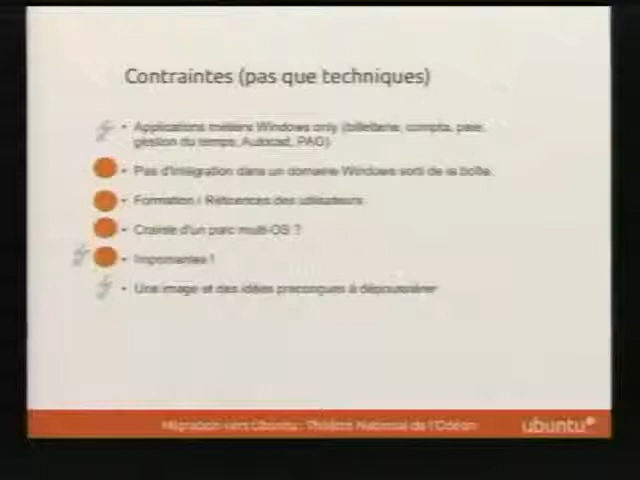 Contraintes (pas que techniques)
• Applications métiers Windows only (billetterie, compta, paie,
gestion du temps, Autocad, PAO)
• Pas d'intégration dans un domaine Windows sorti de sa boîte.
• Formation / Réticences des utilisateurs
• Crainte d'un parc multi-OS ?
• Imprimantes !
• Une image et des idées préconçues à dépoussiérer
Migration vers Ubuntu - Théâtre National de l'Odéon
ubuntu